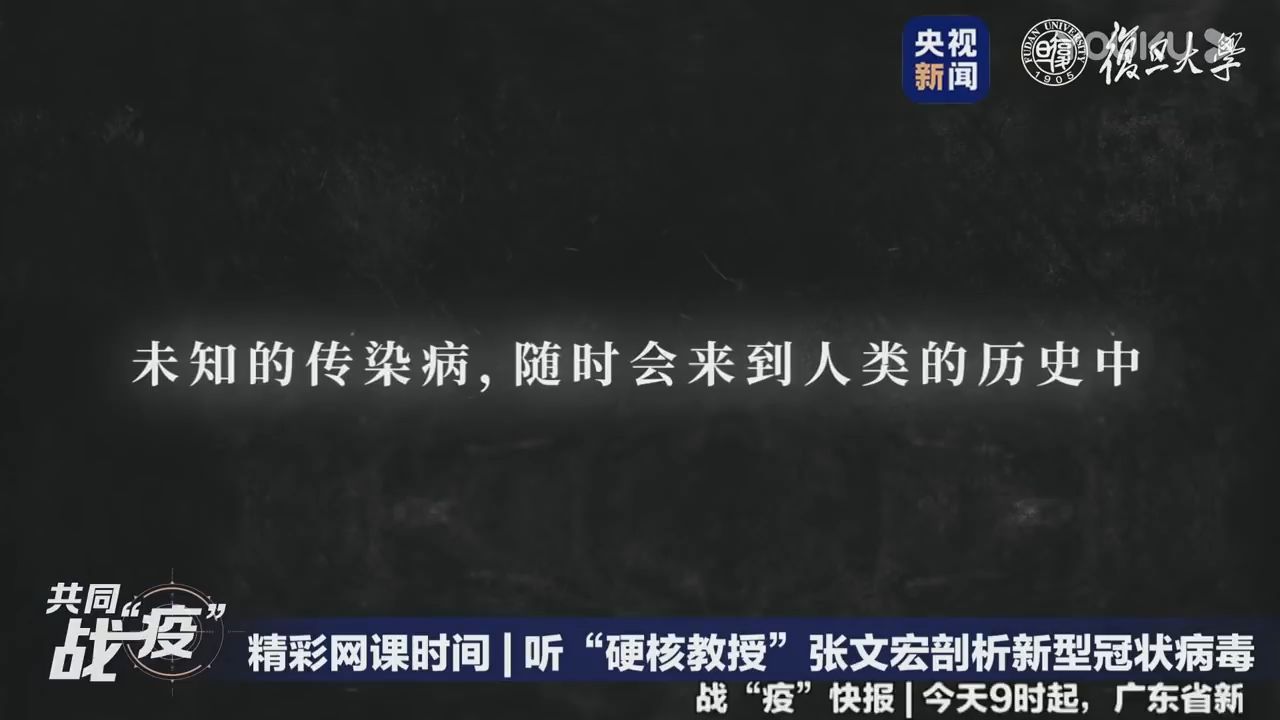 央视
新闻
FUDAN UNIVERSITY
1905
復旦大學
未知的传染病，随时会来到人类的历史中
共同
战“疫”
精彩网课时间|听“硬核教授”张文宏剖析新型冠状病毒
战“疫”快报|今天9时起，广东省新